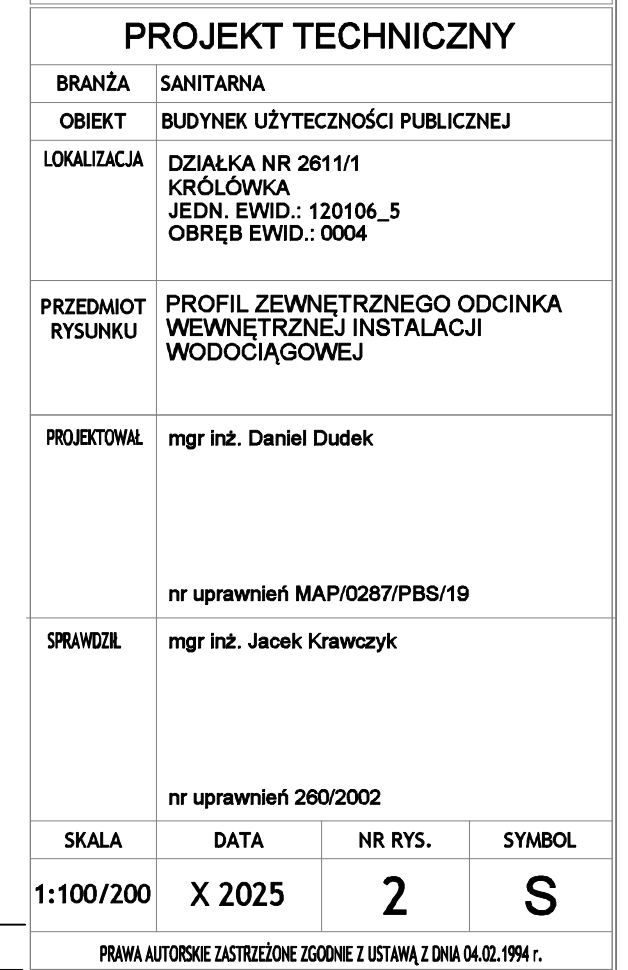 PROJEKT TECHNICZNY
BRANŻA SANITARNA
OBIEKT BUDYNEK UŻYTECZNOŚCI PUBLICZNEJ
LOKALIZACJA DZIAŁKA NR 2611/1
KRÓLÓWKA
JEDN. EWID.: 120106_5
OBRĘB EWID.: 0004
PRZEDMIOT RYSUNKU PROFIL ZEWNĘTRZNEGO ODCINKA
WEWNĘTRZNEJ INSTALACJI
WODOCIĄGOWEJ
PROJEKTOWAŁ mgr inż. Daniel Dudek
nr uprawnień MAP/0287/PBS/19
SPRAWDZIŁ mgr inż. Jacek Krawczyk
nr uprawnień 260/2002
SKALA DATA NR RYS. SYMBOL
1:100/200 X 2025 2 S
PRAWA AUTORSKIE ZASTRZEŻONE ZGODNIE Z USTAWĄ Z DNIA 04.02.1994 r.